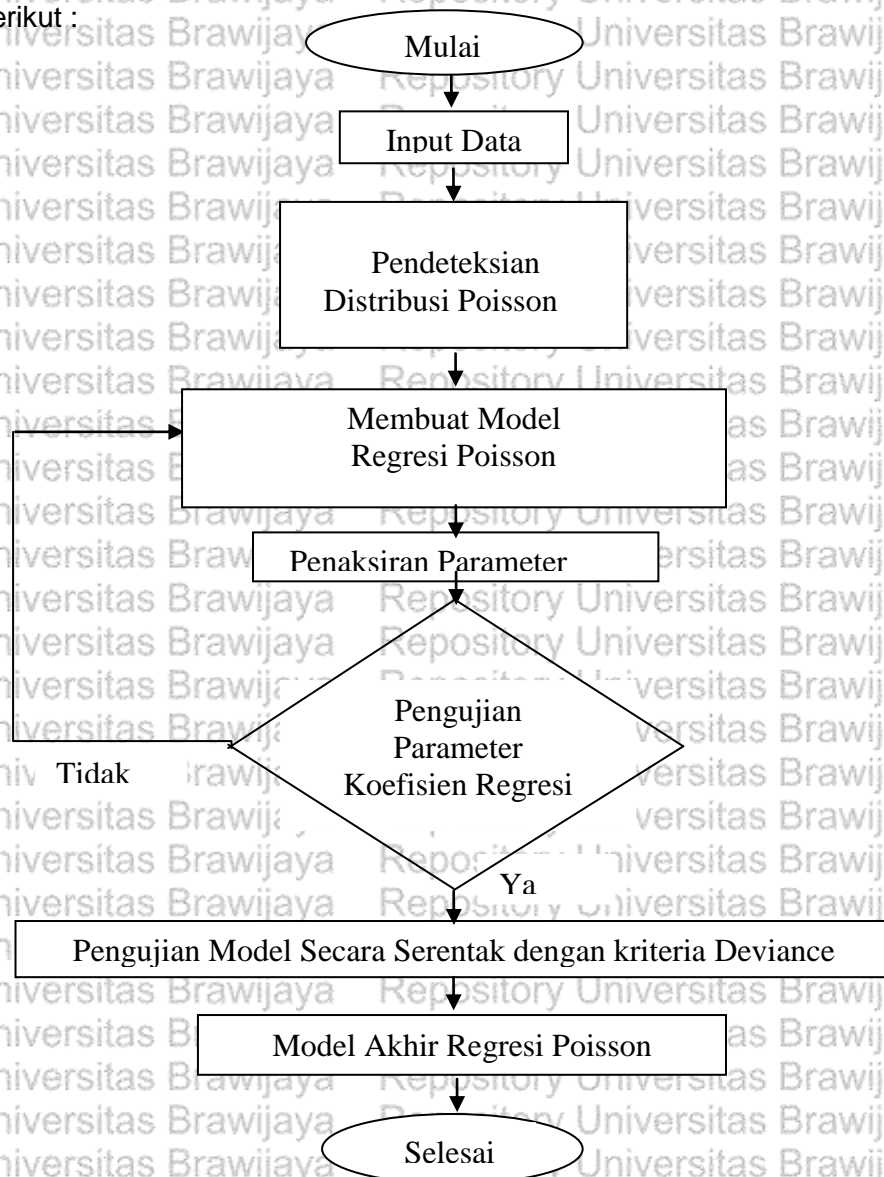 erikut :
Mulai
Input Data
Pendeteksian
Distribusi Poisson
Membuat Model
Regresi Poisson
Penaksiran Parameter
Pengujian
Parameter
Koefisien Regresi
Tidak
Ya
Pengujian Model Secara Serentak dengan kriteria Deviance
Model Akhir Regresi Poisson
Selesai